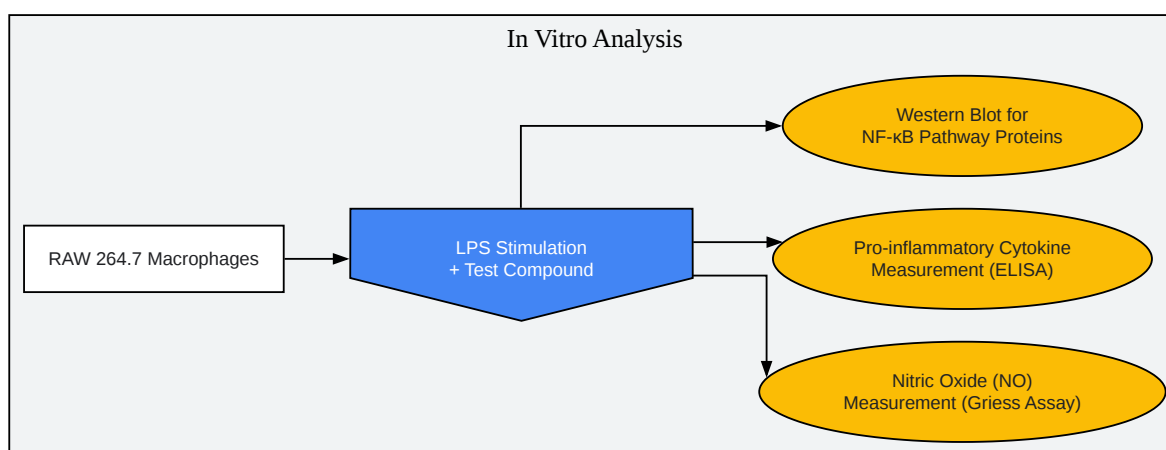 In Vitro Analysis
Western Blot for
NF-κB Pathway Proteins
RAW 264.7 Macrophages
LPS Stimulation
+ Test Compound
Pro-inflammatory Cytokine
Measurement (ELISA)
Nitric Oxide (NO)
Measurement (Griess Assay)